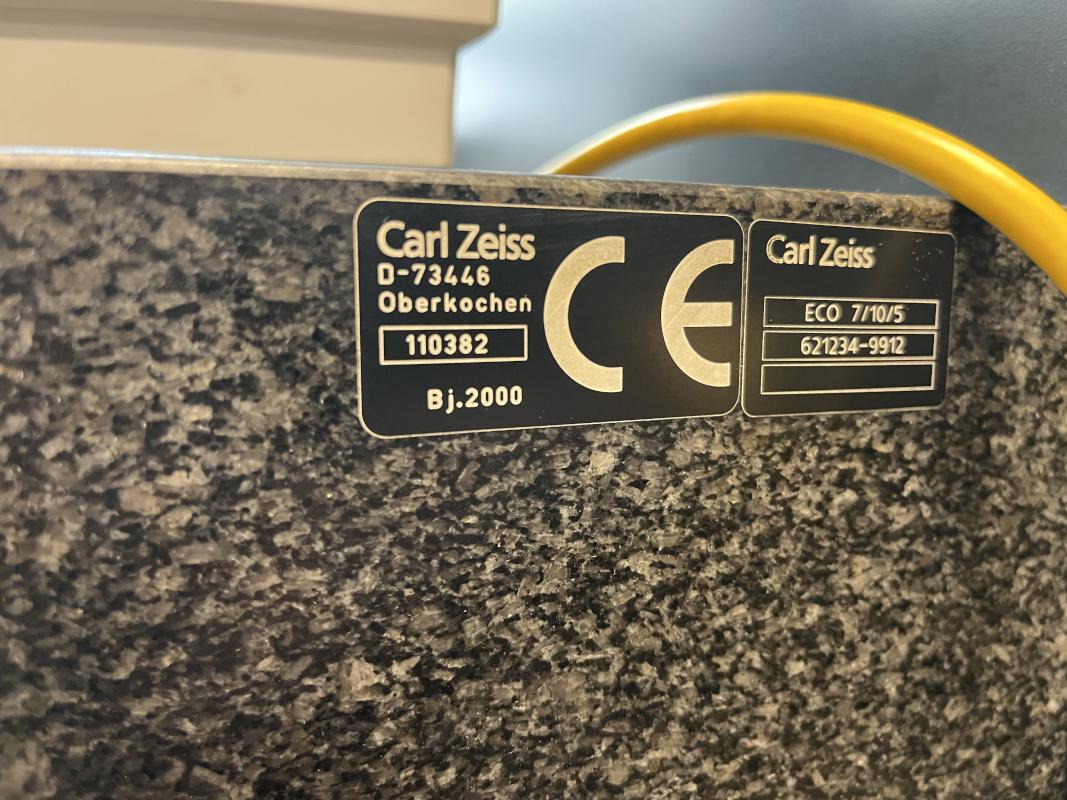 Carl Zeiss
D-73446
Oberkochen
110382
Bj.2000
CE
Carl Zeiss
ECO 7/10/5
621234-9912